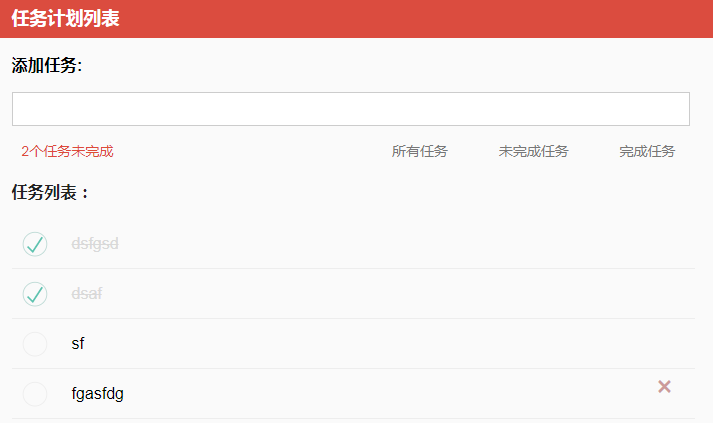 任务计划列表
添加任务:
2个任务未完成 所有任务 未完成任务 完成任务
任务列表：
dsfgsd
dsaf
sf
fgasfdg